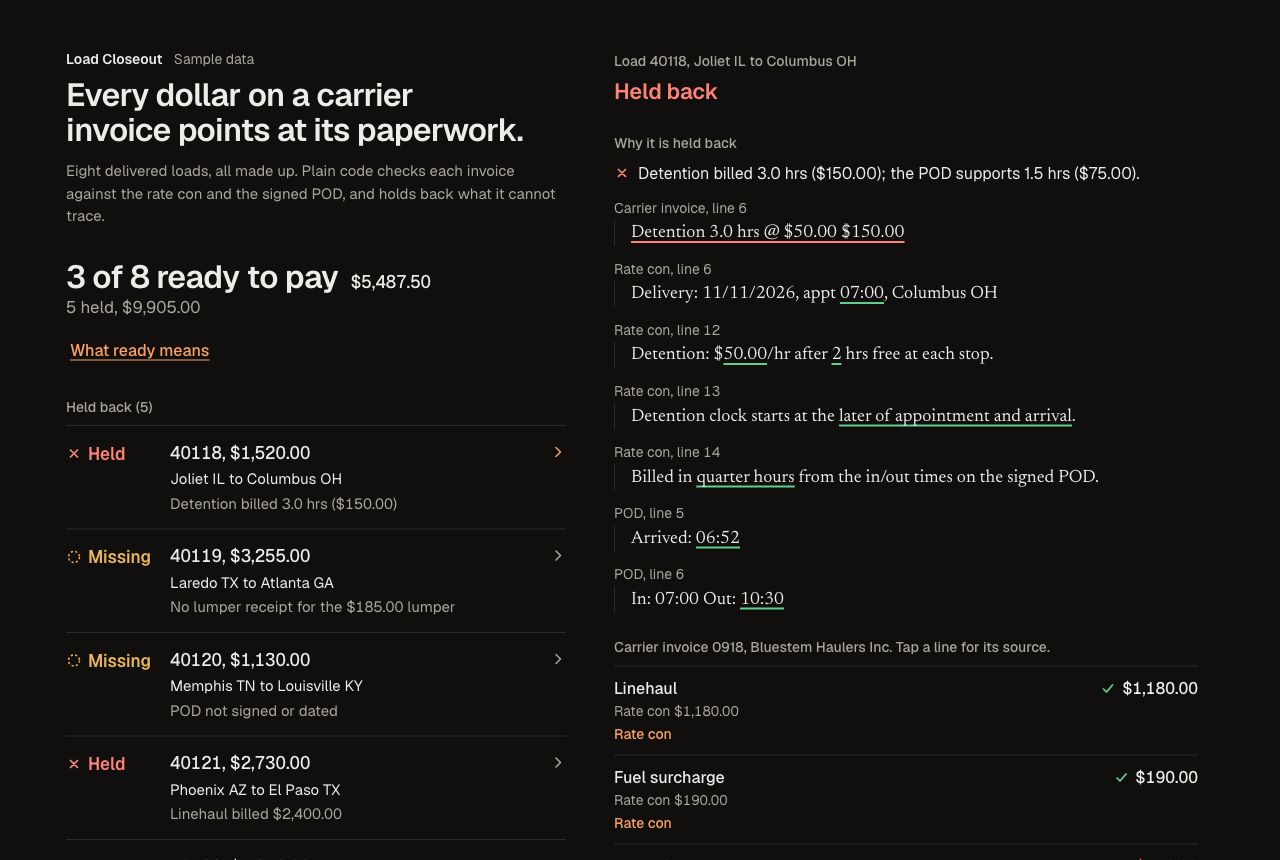 Load Closeout Sample data
Every dollar on a carrier
invoice points at its paperwork.
Eight delivered loads, all made up. Plain code checks each invoice
against the rate con and the signed POD, and holds back what it cannot
trace.
3 of 8 ready to pay $5,487.50
5 held, $9,905.00
What ready means
Held back (5)
Held 40118, $1,520.00
Joliet IL to Columbus OH
Detention billed 3.0 hrs ($150.00)
Missing 40119, $3,255.00
Laredo TX to Atlanta GA
No lumper receipt for the $185.00 lumper
Missing 40120, $1,130.00
Memphis TN to Louisville KY
POD not signed or dated
Held 40121, $2,730.00
Phoenix AZ to El Paso TX
Linehaul billed $2,400.00
Load 40118, Joliet IL to Columbus OH
Held back
Why it is held back
Detention billed 3.0 hrs ($150.00); the POD supports 1.5 hrs ($75.00).
Carrier invoice, line 6
Detention 3.0 hrs @ $50.00 $150.00
Rate con, line 6
Delivery: 11/11/2026, appt 07:00, Columbus OH
Rate con, line 12
Detention: $50.00/hr after 2 hrs free at each stop.
Rate con, line 13
Detention clock starts at the later of appointment and arrival.
Rate con, line 14
Billed in quarter hours from the in/out times on the signed POD.
POD, line 5
Arrived: 06:52
POD, line 6
In: 07:00 Out: 10:30
Carrier invoice 0918, Bluestem Haulers Inc. Tap a line for its source.
Linehaul $1,180.00
Rate con $1,180.00
Rate con
Fuel surcharge $190.00
Rate con $190.00
Rate con